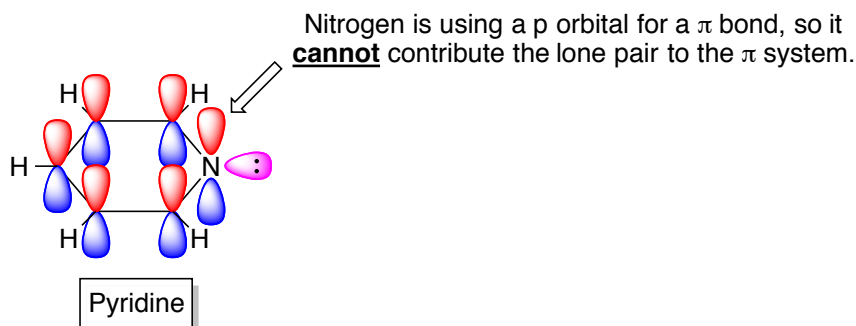 Nitrogen is using a p orbital for a π bond, so it
cannot contribute the lone pair to the π system.
H H
H N :
H H
Pyridine